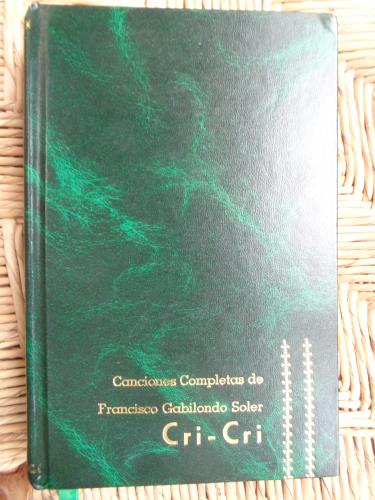 Canciones Completas de
Francisco Gabilondo Soler
Cri-Cri